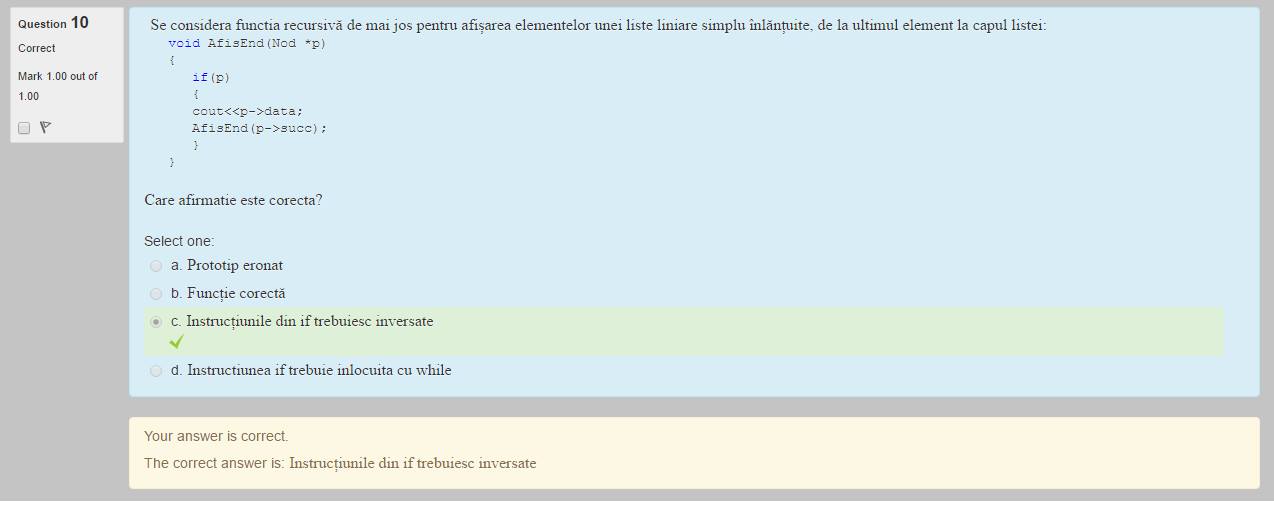 Question 10
Correct
Mark 1.00 out of
1.00
Se considera functia recursivă de mai jos pentru afișarea elementelor unei liste liniare simplu înlănțuite, de la ultimul element la capul listei:
void AfisEnd(Nod *p)
{
if(p)
{
cout<<p->data;
AfisEnd(p->succ);
}
}
Care afirmatie este corecta?
Select one:
a. Prototip eronat
b. Funcție corectă
c. Instrucțiunile din if trebuiesc inversate
d. Instructiunea if trebuie inlocuita cu while
Your answer is correct.
The correct answer is: Instrucțiunile din if trebuiesc inversate